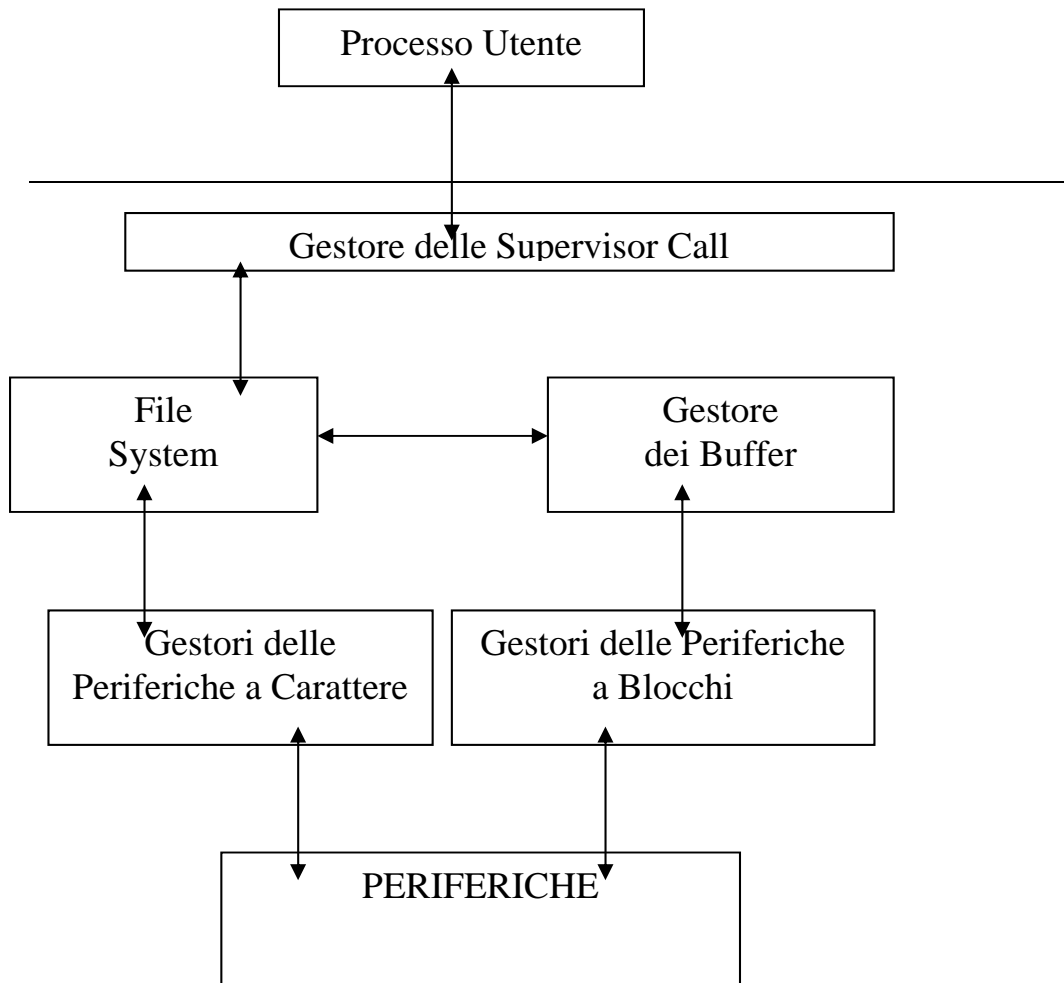 Processo Utente
Gestore delle Supervisor Call
File
System
Gestore
dei Buffer
Gestori delle
Periferiche a Carattere
Gestori delle Periferiche
a Blocchi
PERIFERICHE